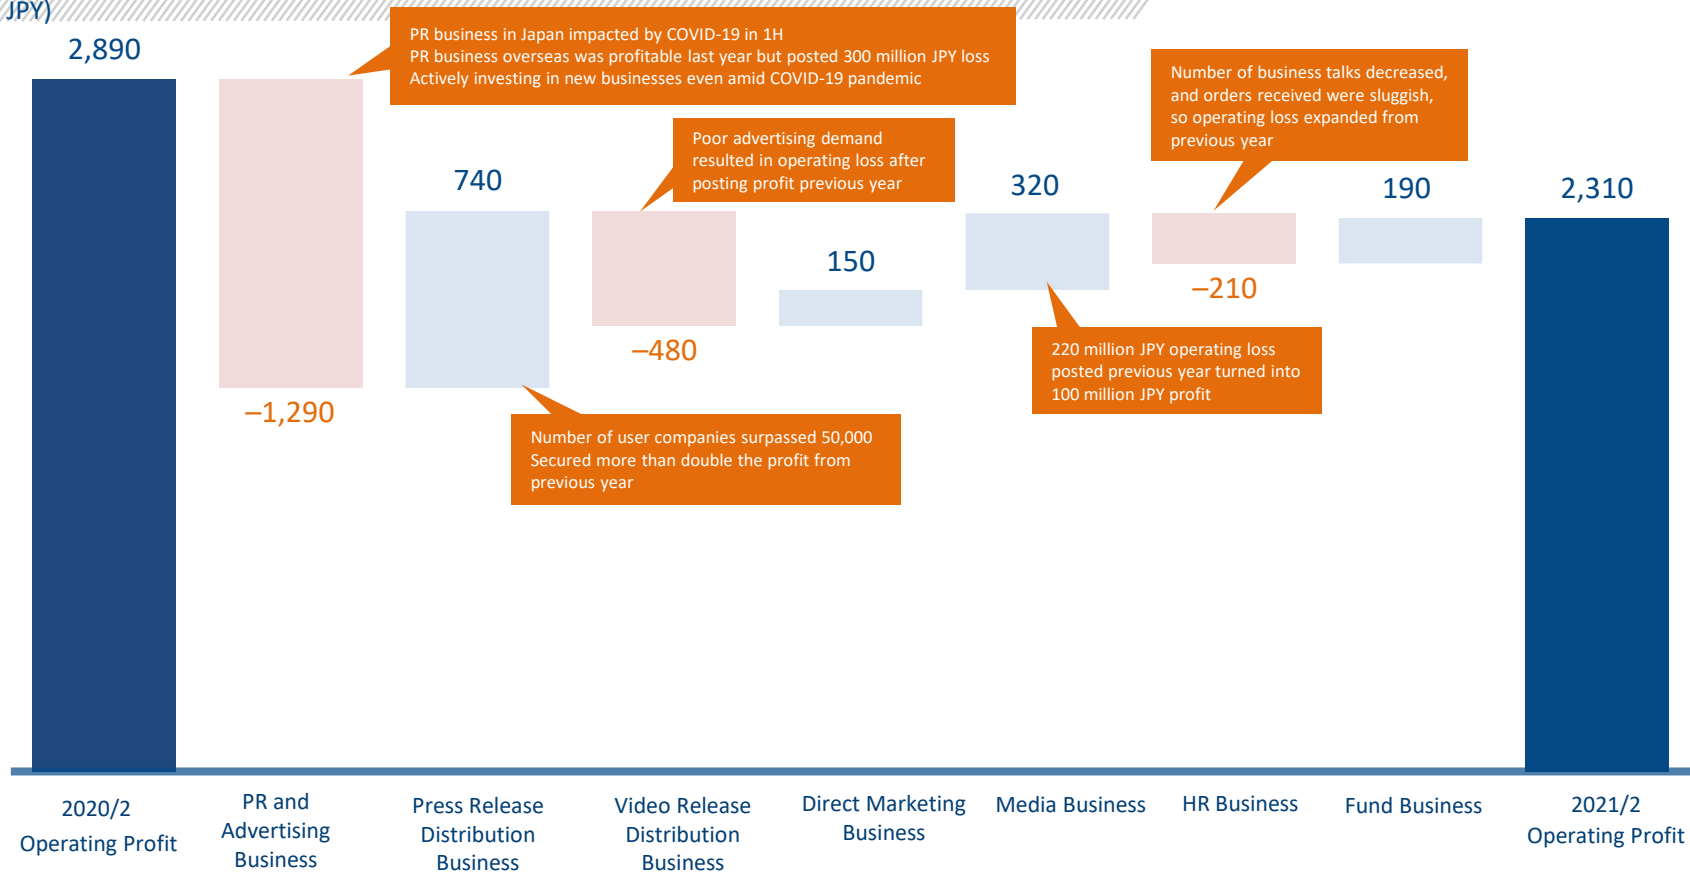 JPY)
2,890
PR business in Japan impacted by COVID-19 in 1H
PR business overseas was profitable last year but posted 300 million JPY loss
Actively investing in new businesses even amid COVID-19 pandemic
–1,290
740
Number of user companies surpassed 50,000
Secured more than double the profit from
previous year
Poor advertising demand
resulted in operating loss after
posting profit previous year
–480
150
320
220 million JPY operating loss
posted previous year turned into
100 million JPY profit
Number of business talks decreased,
and orders received were sluggish,
so operating loss expanded from
previous year
–210
190
2,310
2020/2
Operating Profit
PR and
Advertising
Business
Press Release
Distribution
Business
Video Release
Distribution
Business
Direct Marketing
Business
Media Business
HR Business
Fund Business
2021/2
Operating Profit